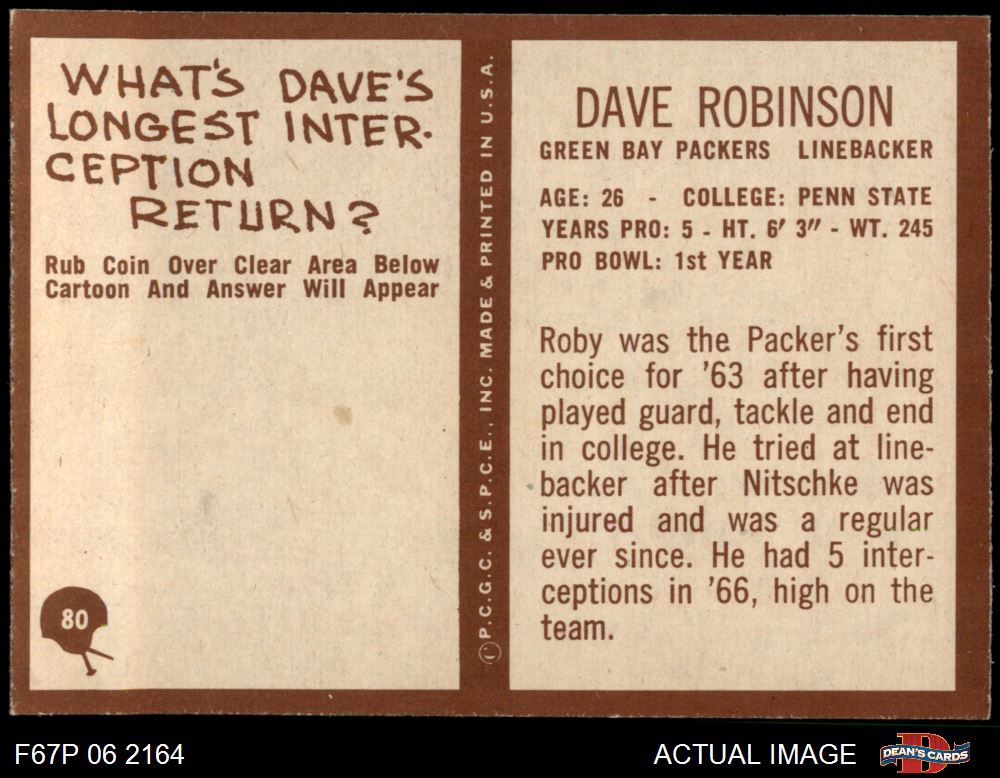 WHAT'S DAVE'S
LONGEST INTER-
CEPTION
RETURN?
Rub Coin Over Clear Area Below
Cartoon And Answer Will Appear
80
© P.C.G.C. & S.P.C.E., INC. MADE & PRINTED IN U.S.A.
DAVE ROBINSON
GREEN BAY PACKERS LINEBACKER
AGE: 26 - COLLEGE: PENN STATE
YEARS PRO: 5 - HT. 6' 3" - WT. 245
PRO BOWL: 1st YEAR
Roby was the Packer's first
choice for '63 after having
played guard, tackle and end
in college. He tried at line-
backer after Nitschke was
injured and was a regular
ever since. He had 5 inter-
ceptions in '66, high on the
team.
F67P 06 2164
ACTUAL IMAGE
DEAN'S CARDS